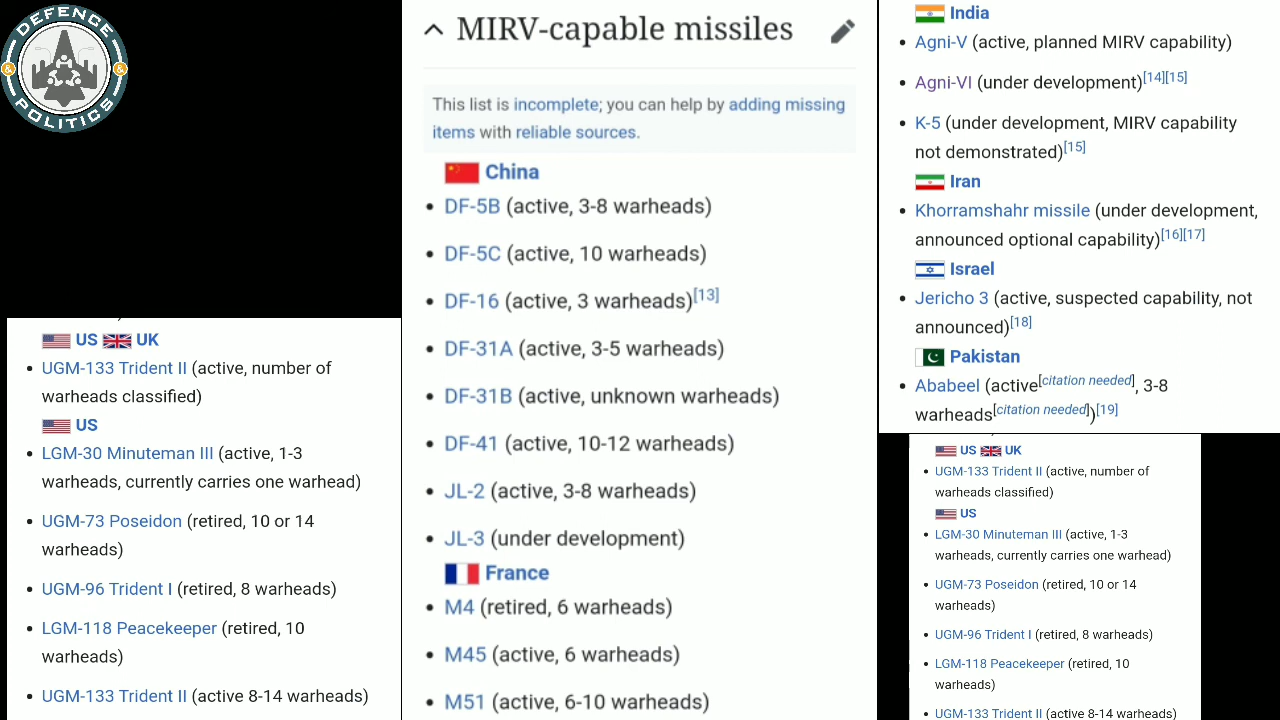 DEFENCE
&
&
POLITICS
US UK
UGM-133 Trident II (active, number of
warheads classified)
US
LGM-30 Minuteman III (active, 1-3
warheads, currently carries one warhead)
UGM-73 Poseidon (retired, 10 or 14
warheads)
UGM-96 Trident I (retired, 8 warheads)
LGM-118 Peacekeeper (retired, 10
warheads)
UGM-133 Trident II (active 8-14 warheads)
MIRV-capable missiles
This list is incomplete; you can help by adding missing
items with reliable sources.
China
DF-5B (active, 3-8 warheads)
DF-5C (active, 10 warheads)
DF-16 (active, 3 warheads)[13]
DF-31A (active, 3-5 warheads)
DF-31B (active, unknown warheads)
DF-41 (active, 10-12 warheads)
JL-2 (active, 3-8 warheads)
JL-3 (under development)
France
M4 (retired, 6 warheads)
M45 (active, 6 warheads)
M51 (active, 6-10 warheads)
India
Agni-V (active, planned MIRV capability)
Agni-VI (under development)[14][15]
K-5 (under development, MIRV capability
not demonstrated)[15]
Iran
Khorramshahr missile (under development,
announced optional capability)[16][17]
Israel
Jericho 3 (active, suspected capability, not
announced)[18]
Pakistan
Ababeel (active[citation needed], 3-8
warheads[citation needed])[19]
US UK
UGM-133 Trident II (active, number of
warheads classified)
US
LGM-30 Minuteman III (active, 1-3
warheads, currently carries one warhead)
UGM-73 Poseidon (retired, 10 or 14
warheads)
UGM-96 Trident I (retired, 8 warheads)
LGM-118 Peacekeeper (retired, 10
warheads)
UGM-133 Trident II (active 8-14 warheads)